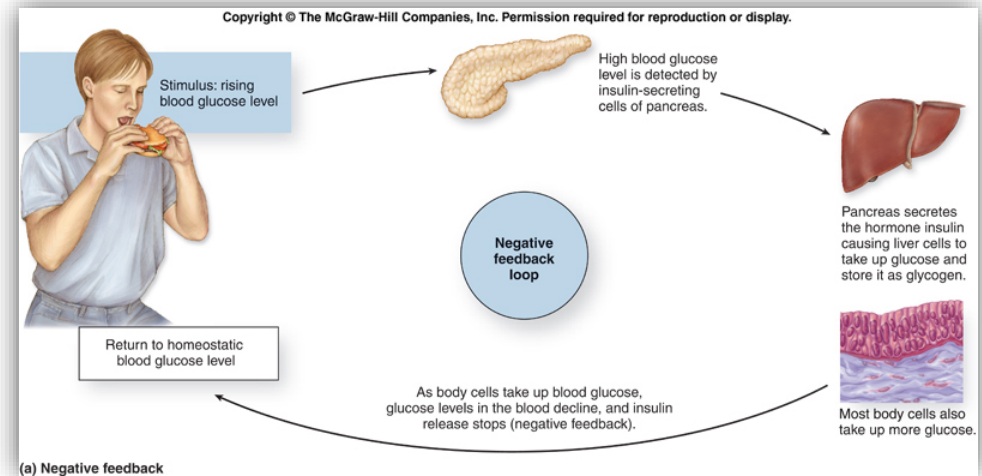 Copyright © The McGraw-Hill Companies, Inc. Permission required for reproduction or display.
Stimulus: rising
blood glucose level
High blood glucose
level is detected by
insulin-secreting
cells of pancreas.
Pancreas secretes
the hormone insulin
causing liver cells to
take up glucose and
store it as glycogen.
Negative
feedback
loop
Most body cells also
take up more glucose.
As body cells take up blood glucose,
glucose levels in the blood decline, and insulin
release stops (negative feedback).
Return to homeostatic
blood glucose level
(a) Negative feedback